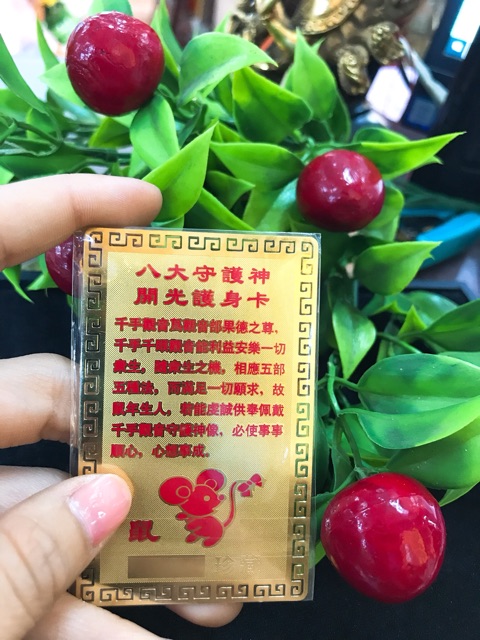 八大守護神
開光護身卡
千手觀音爲觀音部果德之尊、
千手千眼觀音能利益安樂一切
衆生，隨衆生之機，相應五部
五種法，而滿足一切願求，故
鼠年生人，若能虔誠供奉佩戴
千手觀音守護神像，必使事事
順心，心想事成。
鼠
珍藏